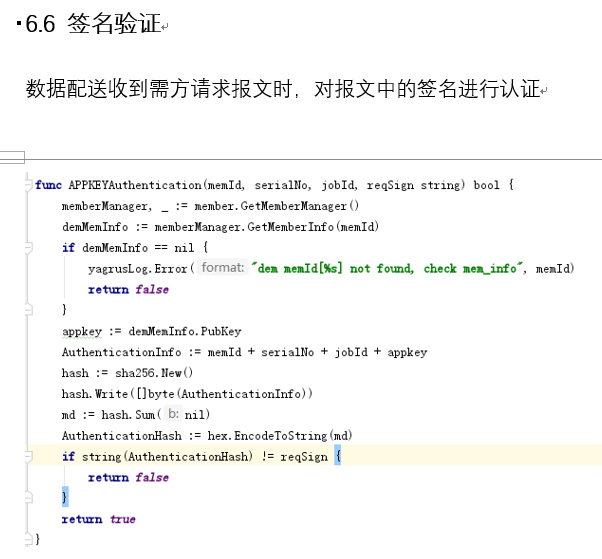 ▪6.6 签名验证↵
数据配送收到需方请求报文时，对报文中的签名进行认证↵
func APPKEYAuthentication(memId, serialNo, jobId, reqSign string) bool {
memberManager, _ := member.GetMemberManager()
demMemInfo := memberManager.GetMemberInfo(memId)
if demMemInfo == nil {
yagrusLog.Error( format: "dem memId[%s] not found, check mem_info", memId)
return false
}
appkey := demMemInfo.PubKey
AuthenticationInfo := memId + serialNo + jobId + appkey
hash := sha256.New()
hash.Write([]byte(AuthenticationInfo))
md := hash.Sum( b: nil)
AuthenticationHash := hex.EncodeToString(md)
if string(AuthenticationHash) != reqSign {
return false
}
return true
}